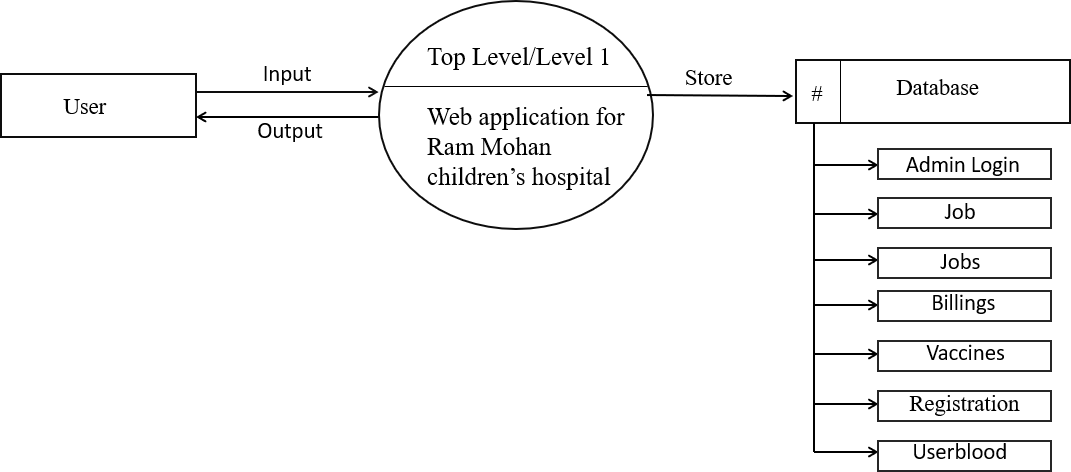 Top Level/Level 1
User
Input
Output
Web application for
Ram Mohan
children’s hospital
Store
#
Database
Admin Login
Job
Jobs
Billings
Vaccines
Registration
Userblood